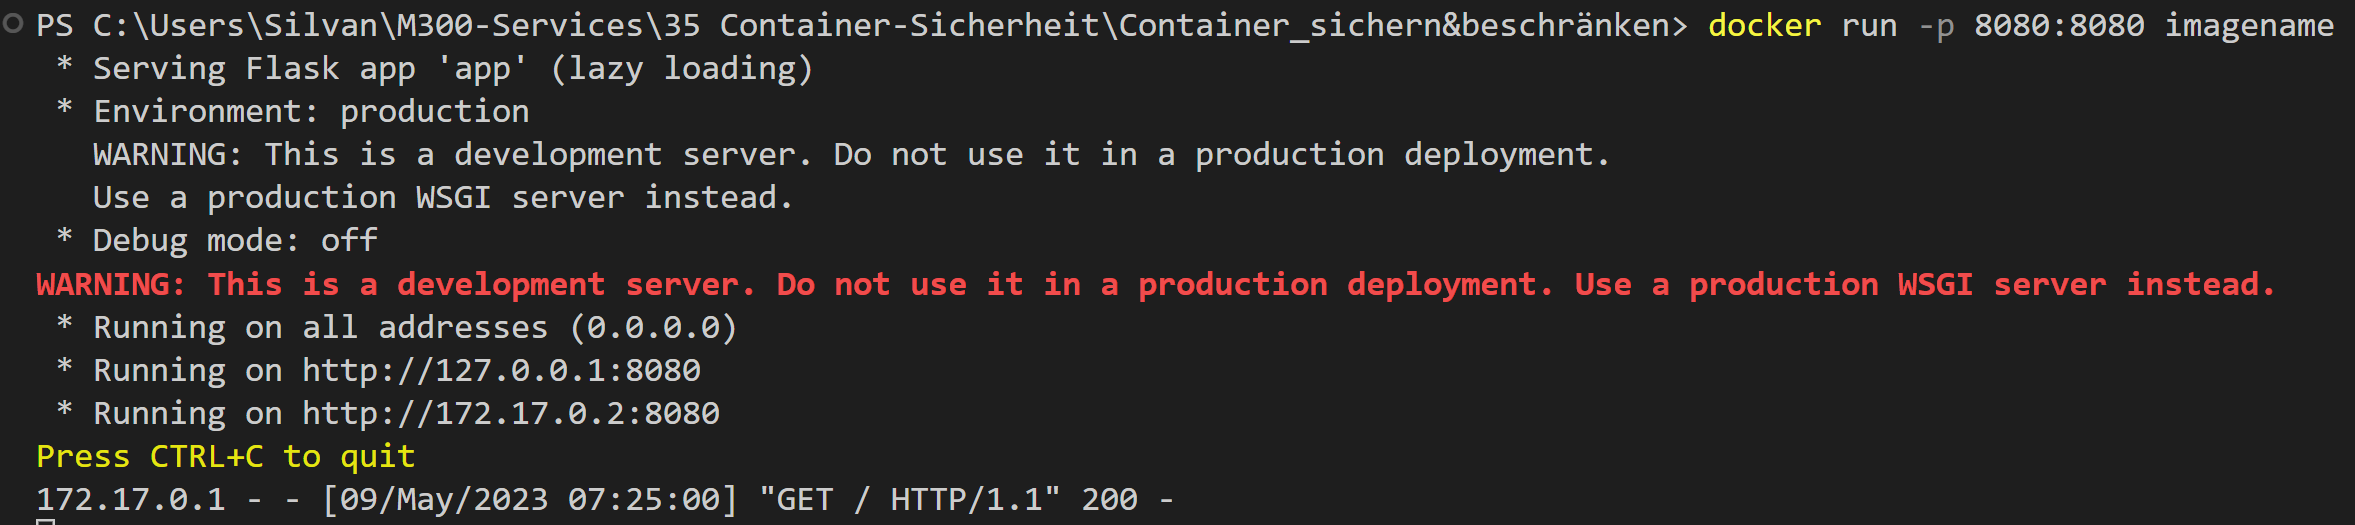 PS C:\Users\Silvan\M300-Services\35 Container-Sicherheit\Container_sichern&beschränken> docker run -p 8080:8080 imagename
 * Serving Flask app 'app' (lazy loading)
 * Environment: production
   WARNING: This is a development server. Do not use it in a production deployment.
   Use a production WSGI server instead.
 * Debug mode: off
WARNING: This is a development server. Do not use it in a production deployment. Use a production WSGI server instead.
 * Running on all addresses (0.0.0.0)
 * Running on http://127.0.0.1:8080
 * Running on http://172.17.0.2:8080
Press CTRL+C to quit
172.17.0.1 - - [09/May/2023 07:25:00] "GET / HTTP/1.1" 200 -